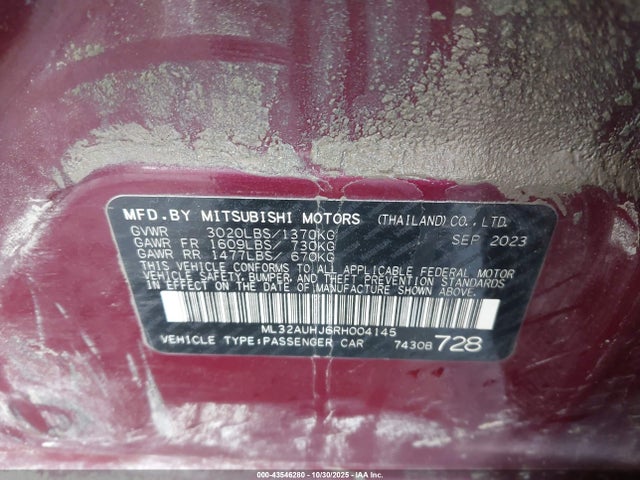 MFD.BY MITSUBISHI MOTORS (THAILAND) CO., LTD.
GVWR 3020LBS/1370KG SEP 2023
GAWR FR 1609LBS/ 730KG
GAWR RR 1477LBS/ 670KG
THIS VEHICLE CONFORMS TO ALL APPLICABLE FEDERAL MOTOR
VEHICLE SAFETY, BUMPER, AND THEFT PREVENTION STANDARDS
IN EFFECT ON THE DATE OF MANUFACTURE SHOWN ABOVE.
ML32AUHJ6RH004145
VEHICLE TYPE:PASSENGER CAR 74308 728
000-43546280 - 10/30/2025 - IAA Inc.